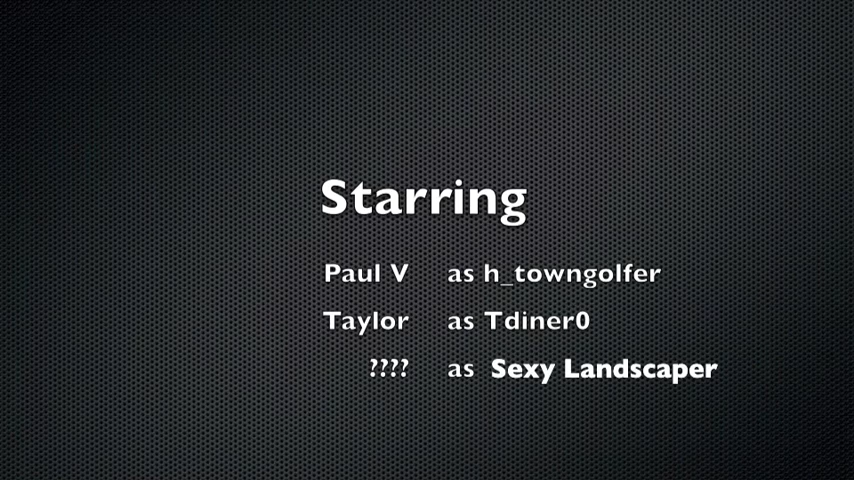 Starring
Paul V as h_towngolfer
Taylor as Tdiner0
???? as Sexy Landscaper